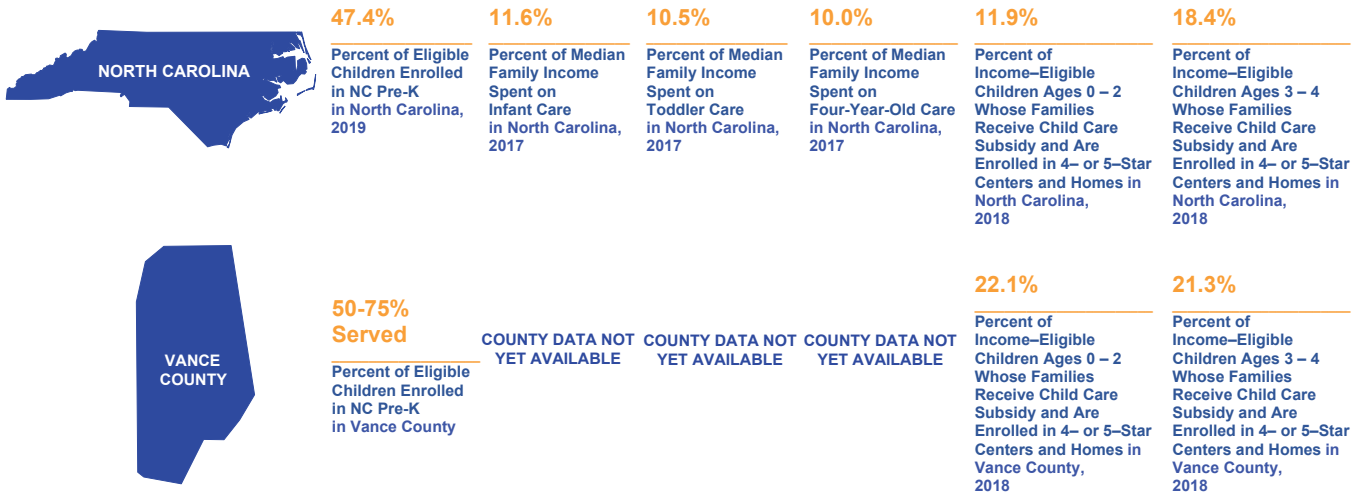 NORTH CAROLINA
47.4%
Percent of Eligible
Children Enrolled
in NC Pre-K
in North Carolina,
2019
11.6%
Percent of Median
Family Income
Spent on
Infant Care
in North Carolina,
2017
10.5%
Percent of Median
Family Income
Spent on
Toddler Care
in North Carolina,
2017
10.0%
Percent of Median
Family Income
Spent on
Four-Year-Old Care
in North Carolina,
2017
11.9%
Percent of
Income–Eligible
Children Ages 0 – 2
Whose Families
Receive Child Care
Subsidy and Are
Enrolled in 4– or 5–Star
Centers and Homes in
North Carolina,
2018
18.4%
Percent of
Income–Eligible
Children Ages 3 – 4
Whose Families
Receive Child Care
Subsidy and Are
Enrolled in 4– or 5–Star
Centers and Homes in
North Carolina,
2018
VANCE
COUNTY
50-75%
Served
Percent of Eligible
Children Enrolled
in NC Pre-K
in Vance County
COUNTY DATA NOT
YET AVAILABLE
COUNTY DATA NOT
YET AVAILABLE
COUNTY DATA NOT
YET AVAILABLE
22.1%
Percent of
Income–Eligible
Children Ages 0 – 2
Whose Families
Receive Child Care
Subsidy and Are
Enrolled in 4– or 5–Star
Centers and Homes in
Vance County,
2018
21.3%
Percent of
Income–Eligible
Children Ages 3 – 4
Whose Families
Receive Child Care
Subsidy and Are
Enrolled in 4– or 5–Star
Centers and Homes in
Vance County,
2018